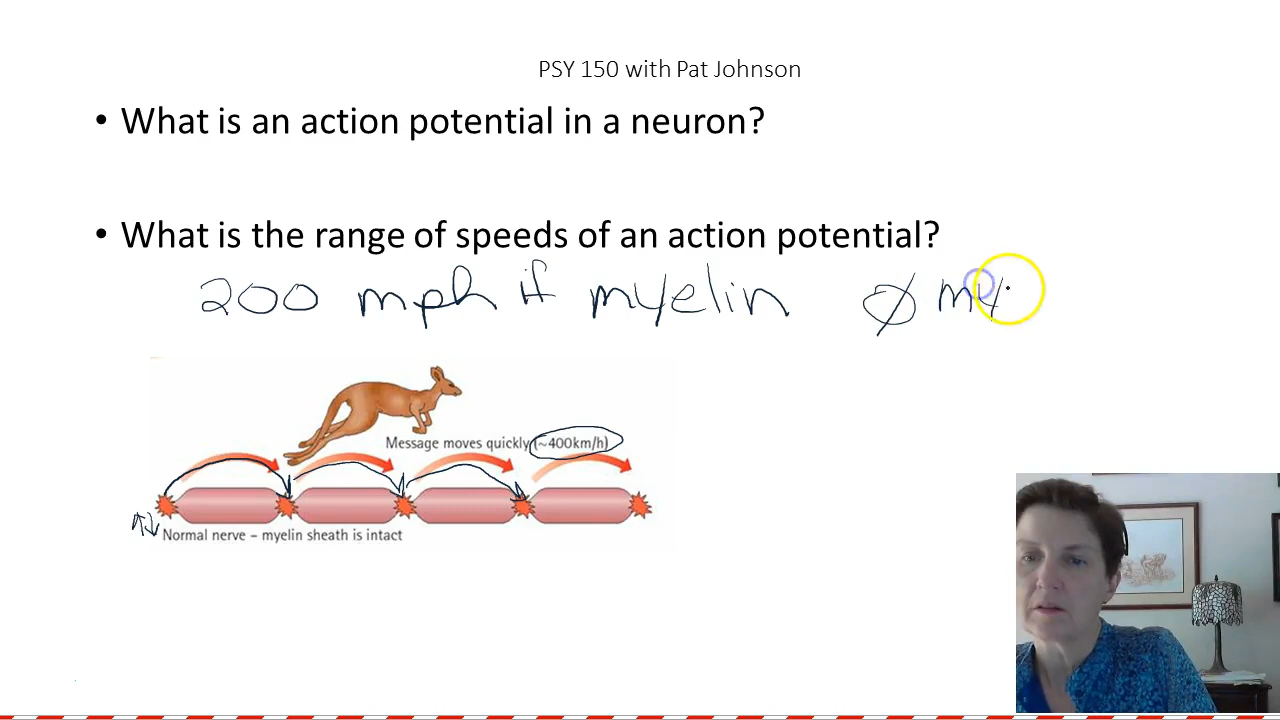 PSY 150 with Pat Johnson
• What is an action potential in a neuron?
• What is the range of speeds of an action potential?
200 mph if myelin Ø my
Message moves quickly (~400km/h)
Normal nerve – myelin sheath is intact